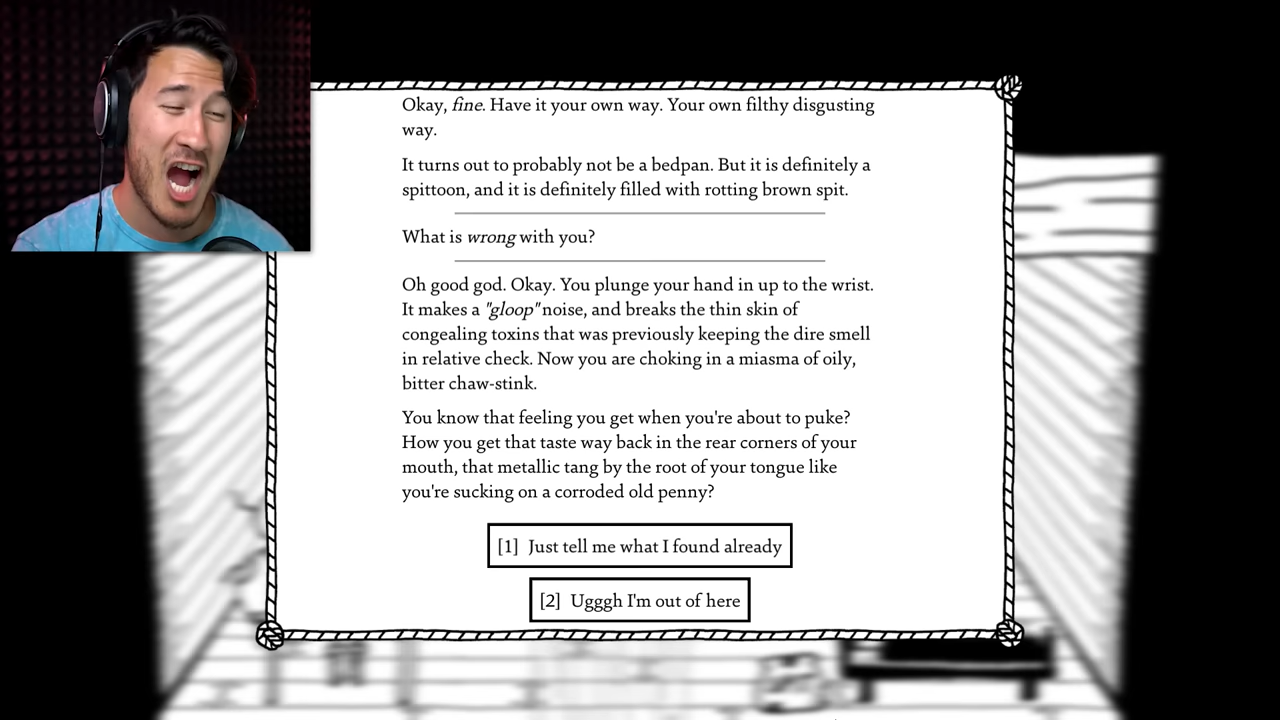 Okay, fine. Have it your own way. Your own filthy disgusting
way.
It turns out to probably not be a bedpan. But it is definitely a
spittoon, and it is definitely filled with rotting brown spit.
What is wrong with you?
Oh good god. Okay. You plunge your hand in up to the wrist.
It makes a "gloop" noise, and breaks the thin skin of
congealing toxins that was previously keeping the dire smell
in relative check. Now you are choking in a miasma of oily,
bitter chaw-stink.
You know that feeling you get when you're about to puke?
How you get that taste way back in the rear corners of your
mouth, that metallic tang by the root of your tongue like
you're sucking on a corroded old penny?
[1] Just tell me what I found already
[2] Ugggh I'm out of here